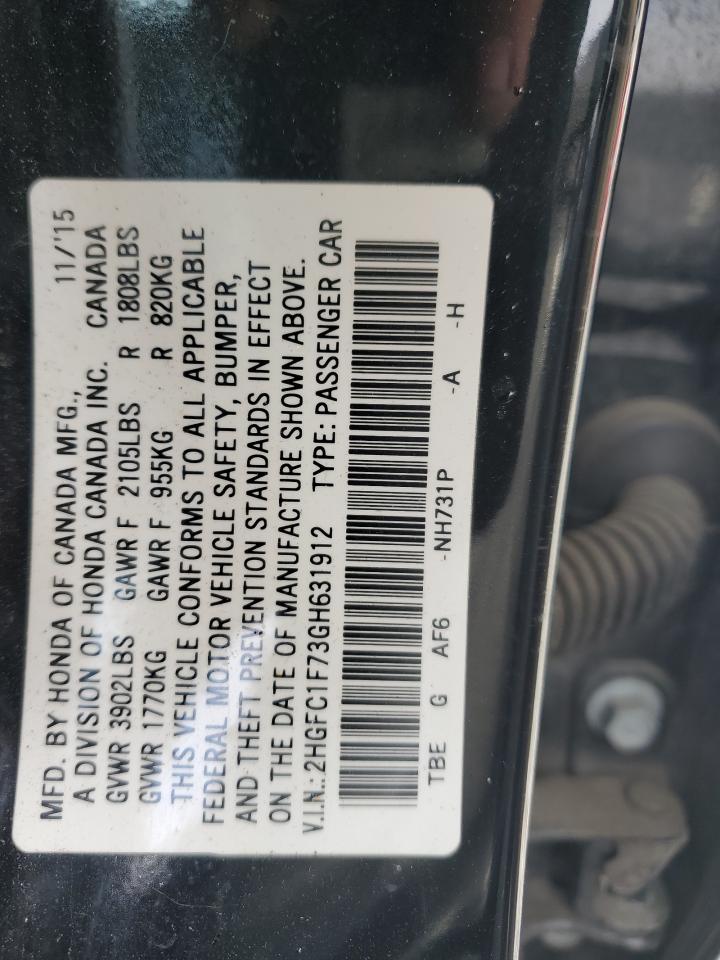 MFD. BY HONDA OF CANADA MFG., 11/'15
A DIVISION OF HONDA CANADA INC. CANADA
GVWR 3902LBS GAWR F 2105LBS R 1808LBS
GVWR 1770KG GAWR F 955KG R 820KG
THIS VEHICLE CONFORMS TO ALL APPLICABLE
FEDERAL MOTOR VEHICLE SAFETY, BUMPER,
AND THEFT PREVENTION STANDARDS IN EFFECT
ON THE DATE OF MANUFACTURE SHOWN ABOVE.
V.I.N.:2HGFC1F73GH631912 TYPE: PASSENGER CAR
TBE G AF6 -NH731P -A -H